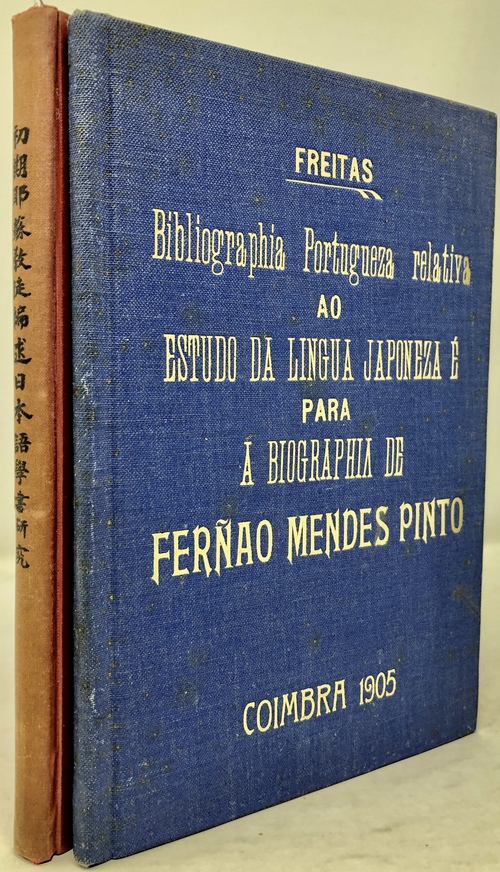 初期耶蘇教徒編述日本語學書研究
FREITAS
Bibliographia Portugueza relativa
AO
ESTUDO DA LINGUA JAPONEZA É
PARA
Á BIOGRAPHIA DE
FERÑAO MENDES PINTO
COIMBRA 1905